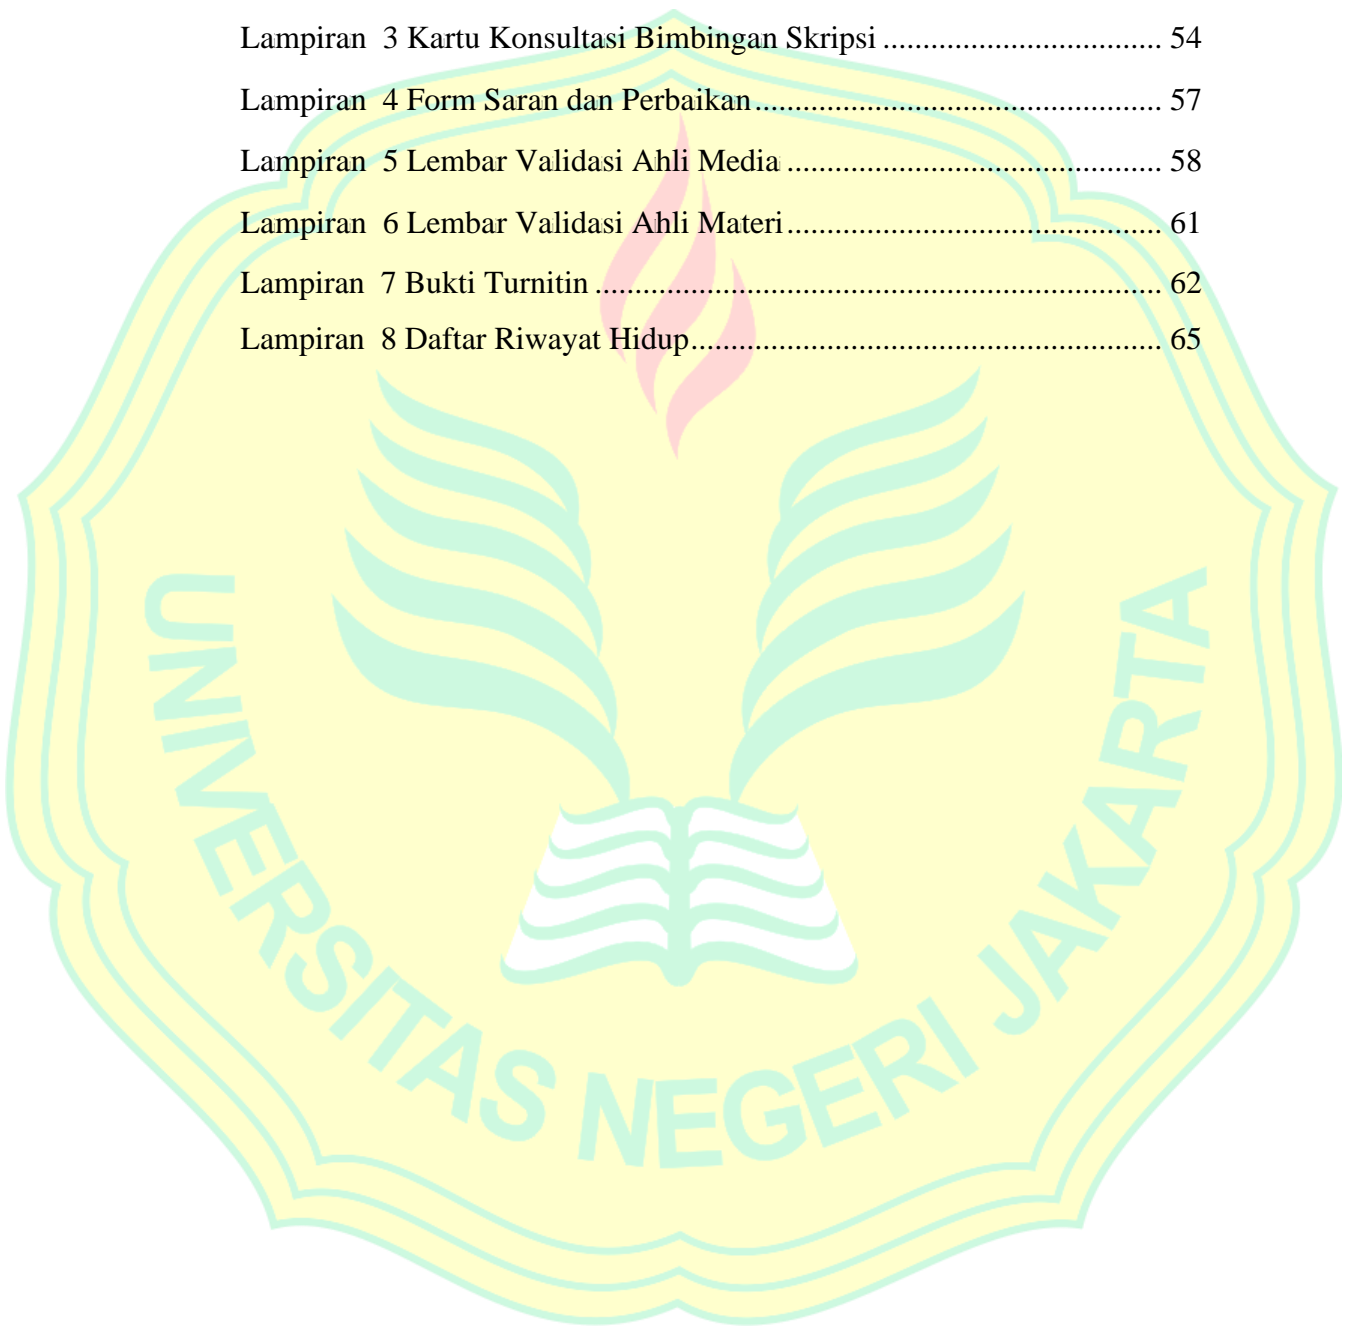 Lampiran  3 Kartu Konsultasi Bimbingan Skripsi .................................. 54
Lampiran  4 Form Saran dan Perbaikan.................................................. 57
Lampiran  5 Lembar Validasi Ahli Media .............................................. 58
Lampiran  6 Lembar Validasi Ahli Materi.............................................. 61
Lampiran  7 Bukti Turnitin ..................................................................... 62
Lampiran  8 Daftar Riwayat Hidup......................................................... 65
UNIVERSITAS NEGERI JAKARTA